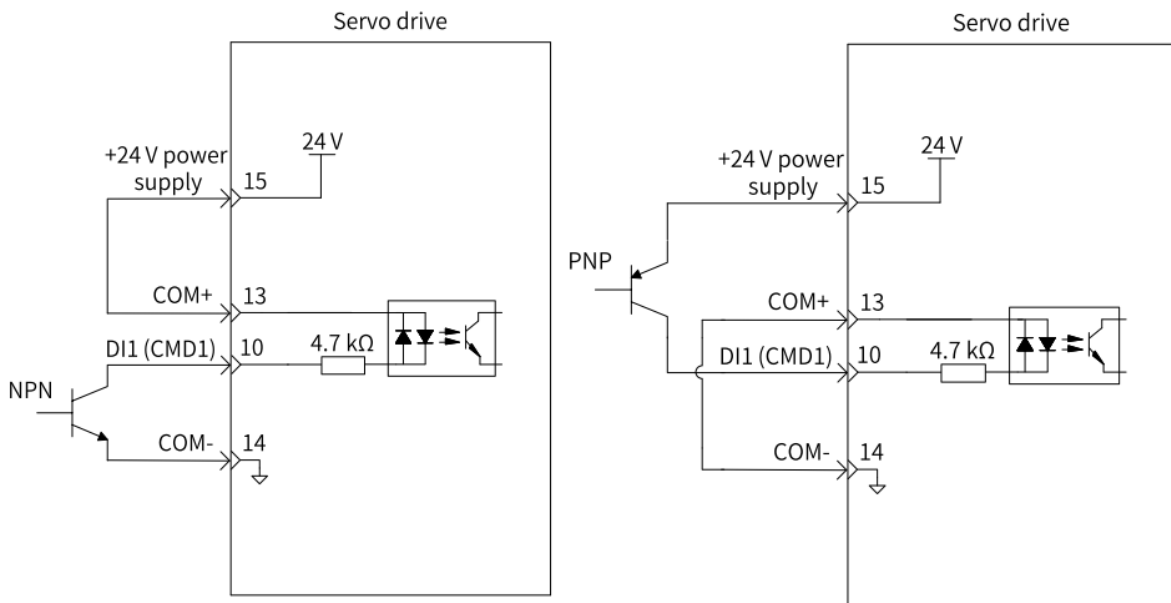 Servo drive
24 V
+24 V power
supply
15
COM+
13
DI1 (CMD1)
10
4.7 kΩ
NPN
COM-
14
Servo drive
24 V
+24 V power
supply
15
PNP
COM+
13
DI1 (CMD1)
10
4.7 kΩ
COM-
14